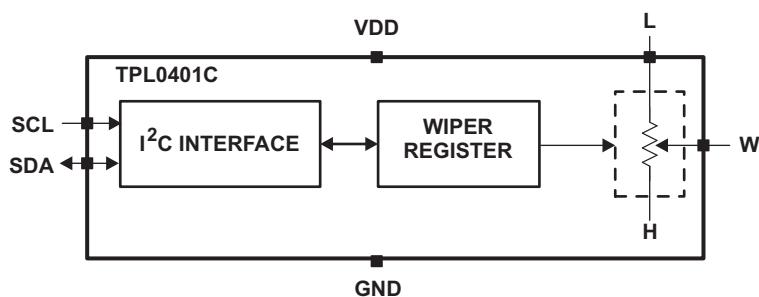 VDD
L
TPL0401C
SCL
SDA
I²C INTERFACE
WIPER
REGISTER
W
H
GND